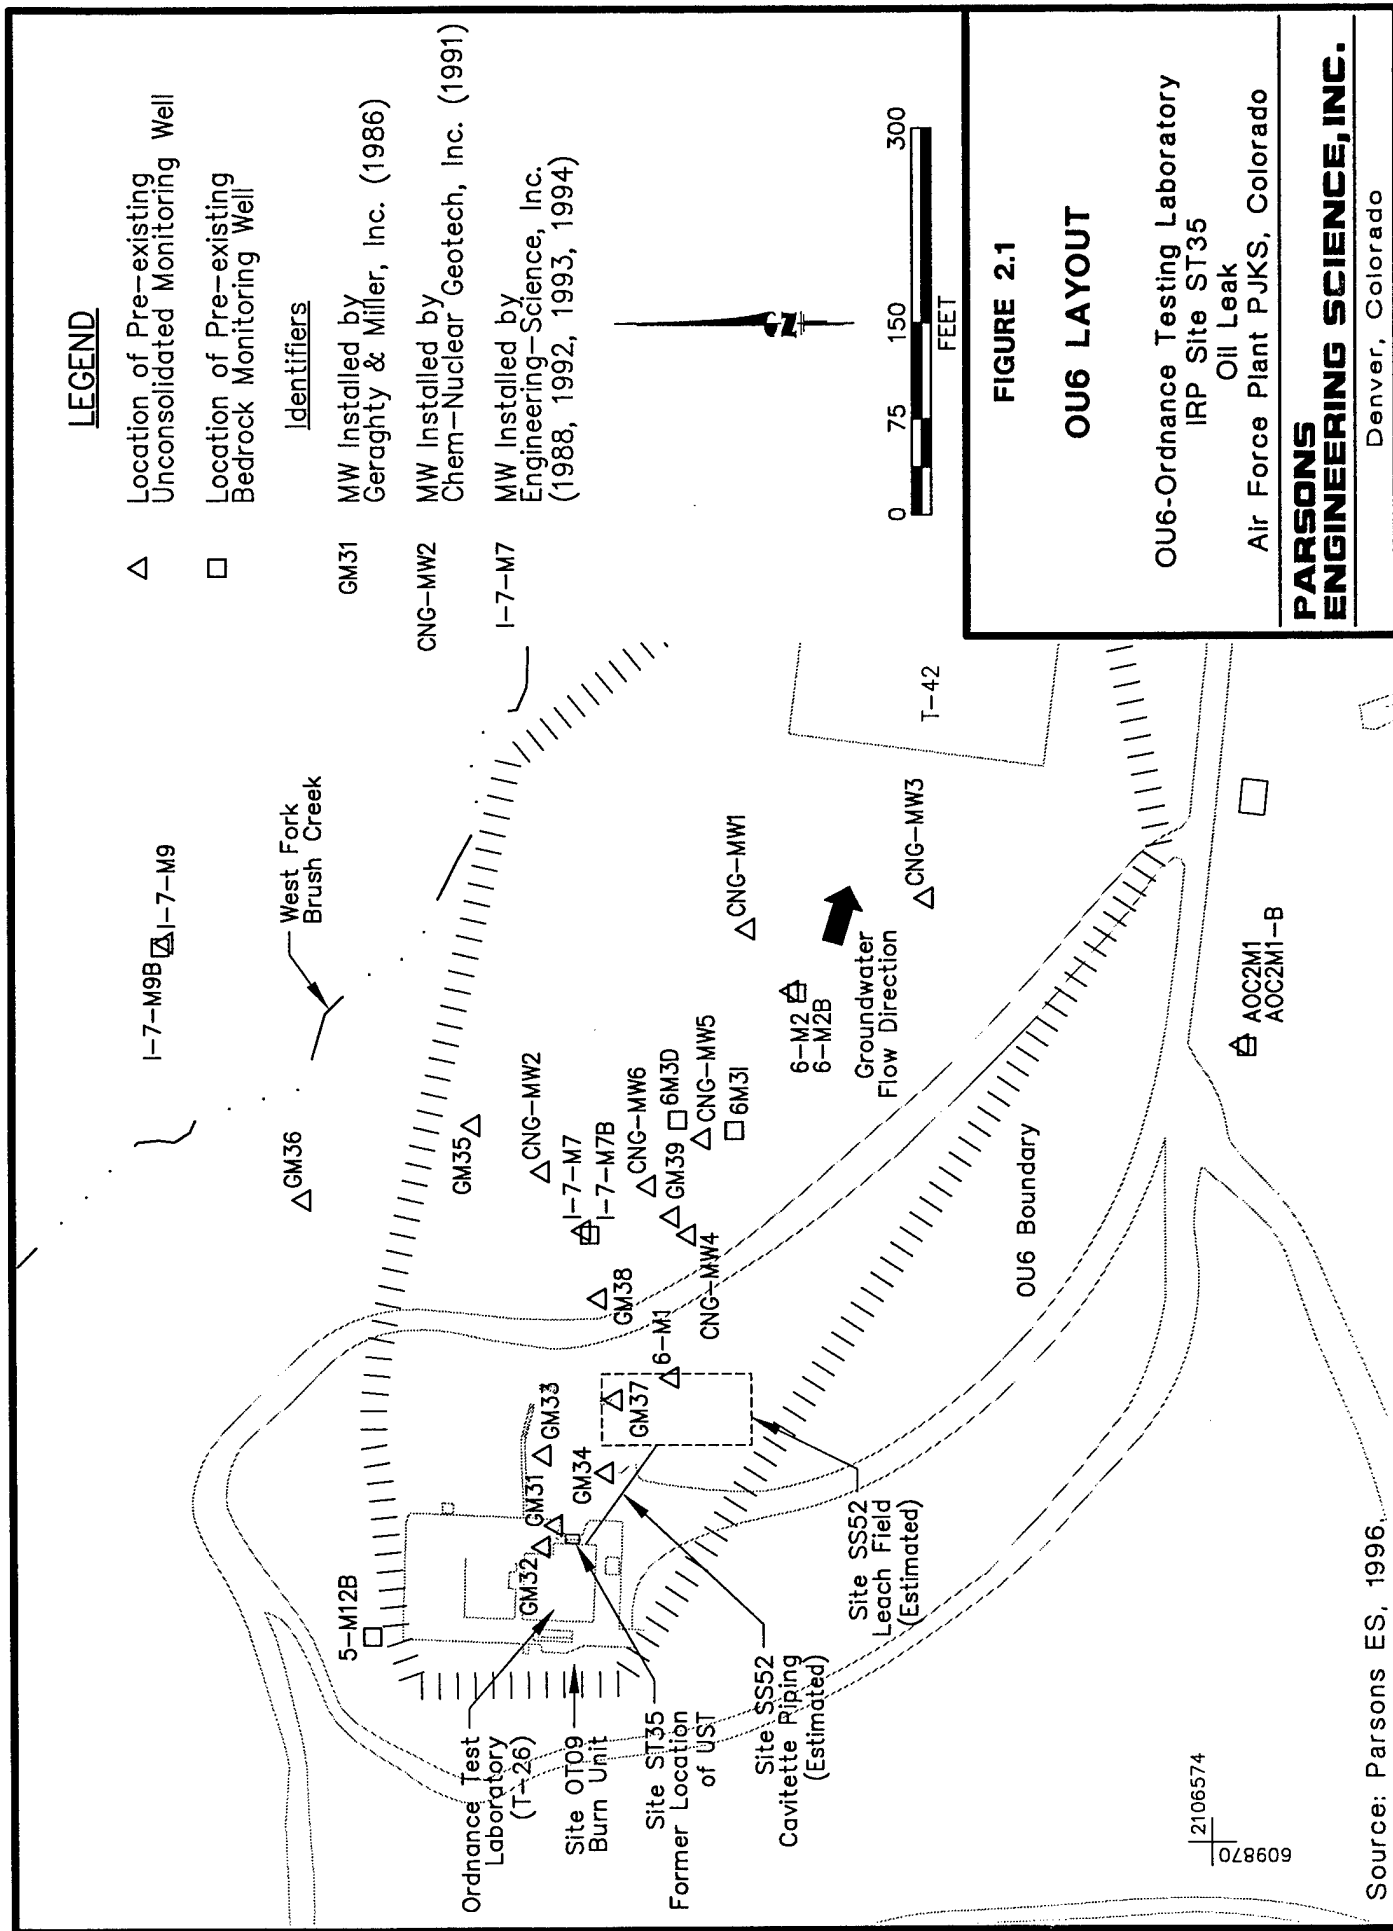 LEGEND
Location of Pre-existing
Unconsolidated Monitoring Well
Location of Pre-existing
Bedrock Monitoring Well
Identifiers
GM31
MW Installed by
Geraghty & Miller, Inc. (1986)
CNG-MW2
MW Installed by
Chem-Nuclear Geotech, Inc. (1991)
I-7-M7
MW Installed by
Engineering-Science, Inc.
(1988, 1992, 1993, 1994)
N
0
75
150
300
FEET
I-7-M9B
I-7-M9
West Fork
Brush Creek
GM36
GM35
CNG-MW2
I-7-M7
I-7-M7B
CNG-MW6
GM39
6M3D
CNG-MW5
6M3I
CNG-MW4
GM38
CNG-MW1
6-M2
6-M2B
Groundwater
Flow Direction
CNG-MW3
T-42
5-M12B
GM32
GM31
GM33
GM34
GM37
6-M1
Ordnance Test
Laboratory
(T-26)
Site OT09
Burn Unit
Site ST35
Former Location
of UST
Site SS52
Cavitette Piping
(Estimated)
Site SS52
Leach Field
(Estimated)
OU6 Boundary
AOC2M1
AOC2M1-B
2106574
609870
Source: Parsons ES, 1996.
FIGURE 2.1
OU6 LAYOUT
OU6-Ordnance Testing Laboratory
IRP Site ST35
Oil Leak
Air Force Plant PJKS, Colorado
PARSONS
ENGINEERING SCIENCE, INC.
Denver, Colorado